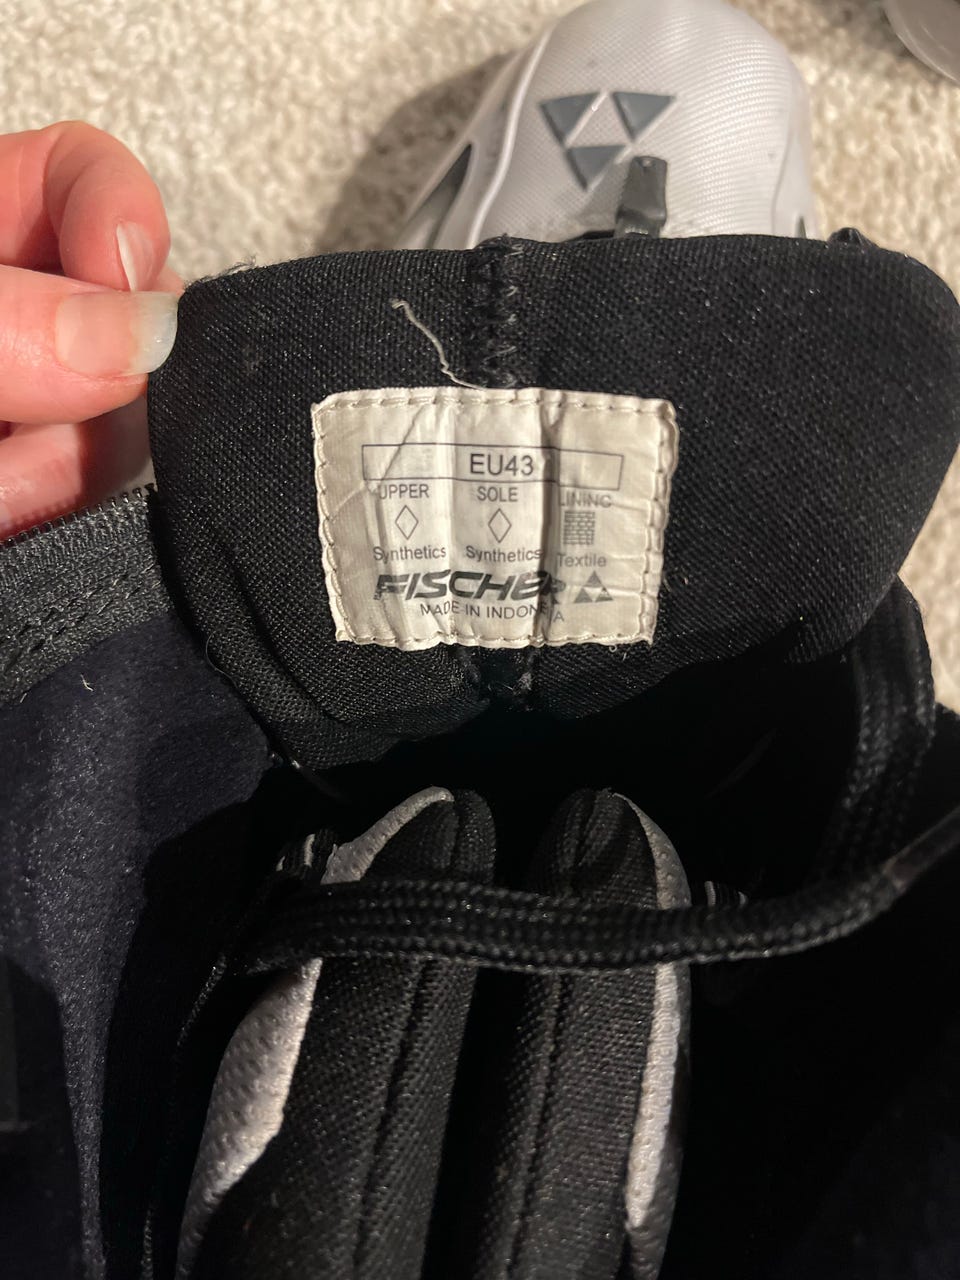 EU43
UPPER SOLE LINING
Synthetics Synthetics Textile
FISCHER
MADE IN INDONESIA